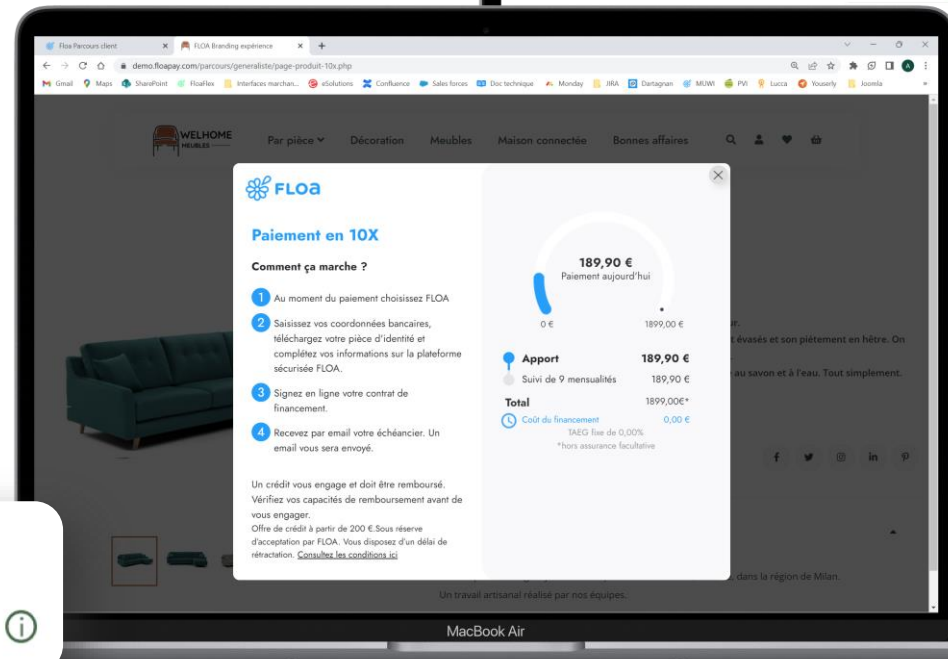 Floa Parcours client
FLOA Branding expérience
demo.floapay.com/parcours/generaliste/page-produit-10x.php
Gmail Maps SharePoint FloaFlex Interfaces marchan... eSolutions Confluence Sales forces Doc technique Monday JIRA Dartagnan MUWI PVI Lucca Youserly Joomla
WELHOME
MEUBLES
Par pièce Décoration Meubles Maison connectée Bonnes affaires
FLOa
Paiement en 10X
Comment ça marche ?
1 Au moment du paiement choisissez FLOA
2 Saisissez vos coordonnées bancaires,
téléchargez votre pièce d'identité et
complétez vos informations sur la plateforme
sécurisée FLOA.
3 Signez en ligne votre contrat de
financement.
4 Recevez par email votre échéancier. Un
email vous sera envoyé.
Un crédit vous engage et doit être remboursé.
Vérifiez vos capacités de remboursement avant de
vous engager.
Offre de crédit à partir de 200 €.Sous réserve
d'acceptation par FLOA. Vous disposez d'un délai de
rétractation. Consultez les conditions ici
189,90 €
Paiement aujourd'hui
0 € 1899,00 €
Apport 189,90 €
Suivi de 9 mensualités 189,90 €
Total 1899,00€*
Coût du financement 0,00 €
TAEG fixe de 0,00%
*hors assurance facultative
évasés et son piètement en hêtre. On
au savon et à l'eau. Tout simplement.
, dans la région de Milan.
Un travail artisanal réalisé par nos équipes.
MacBook Air